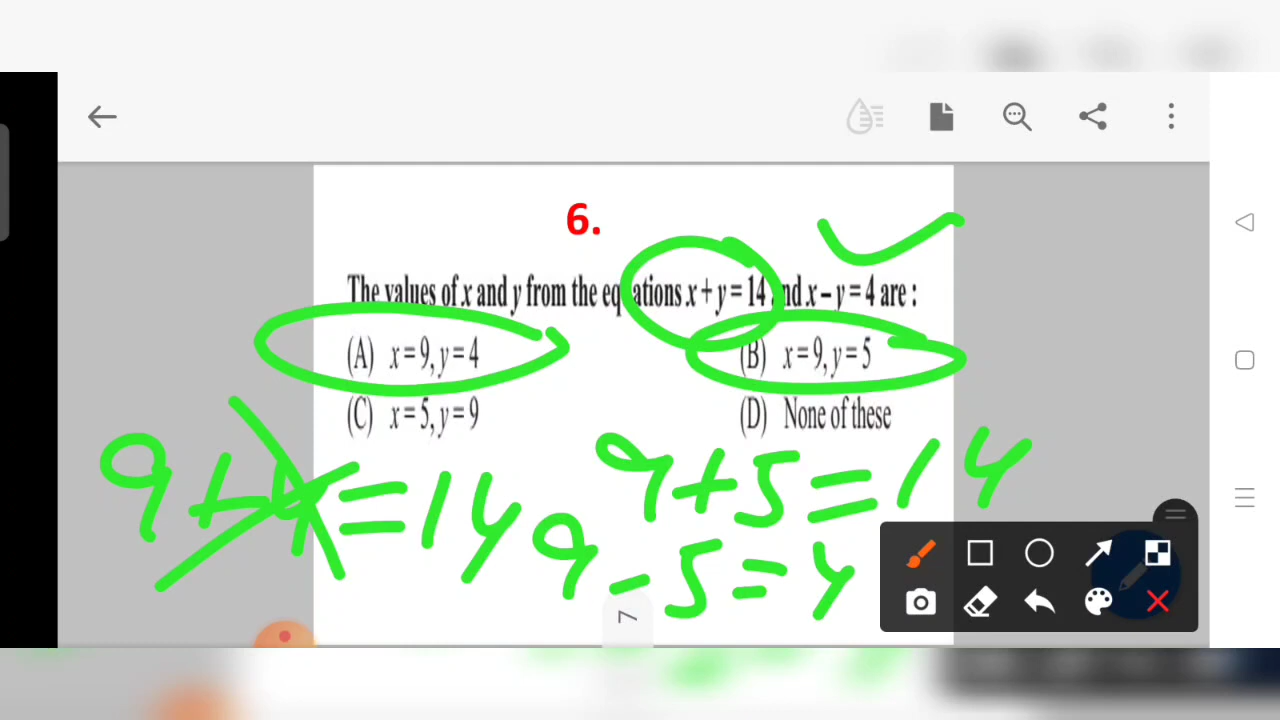 6.
The values of x and y from the equations x + y = 14 and x – y = 4 are :
(A) x = 9, y = 4
(B) x = 9, y = 5
(C) x = 5, y = 9
(D) None of these
9 + 4 = 14
9 + 5 = 14
9 - 5 = 4
7